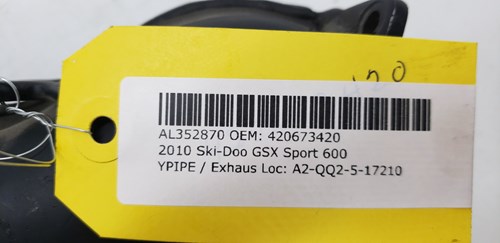 AL352870 OEM: 420673420
2010 Ski-Doo GSX Sport 600
YPIPE / Exhaus Loc: A2-QQ2-5-17210